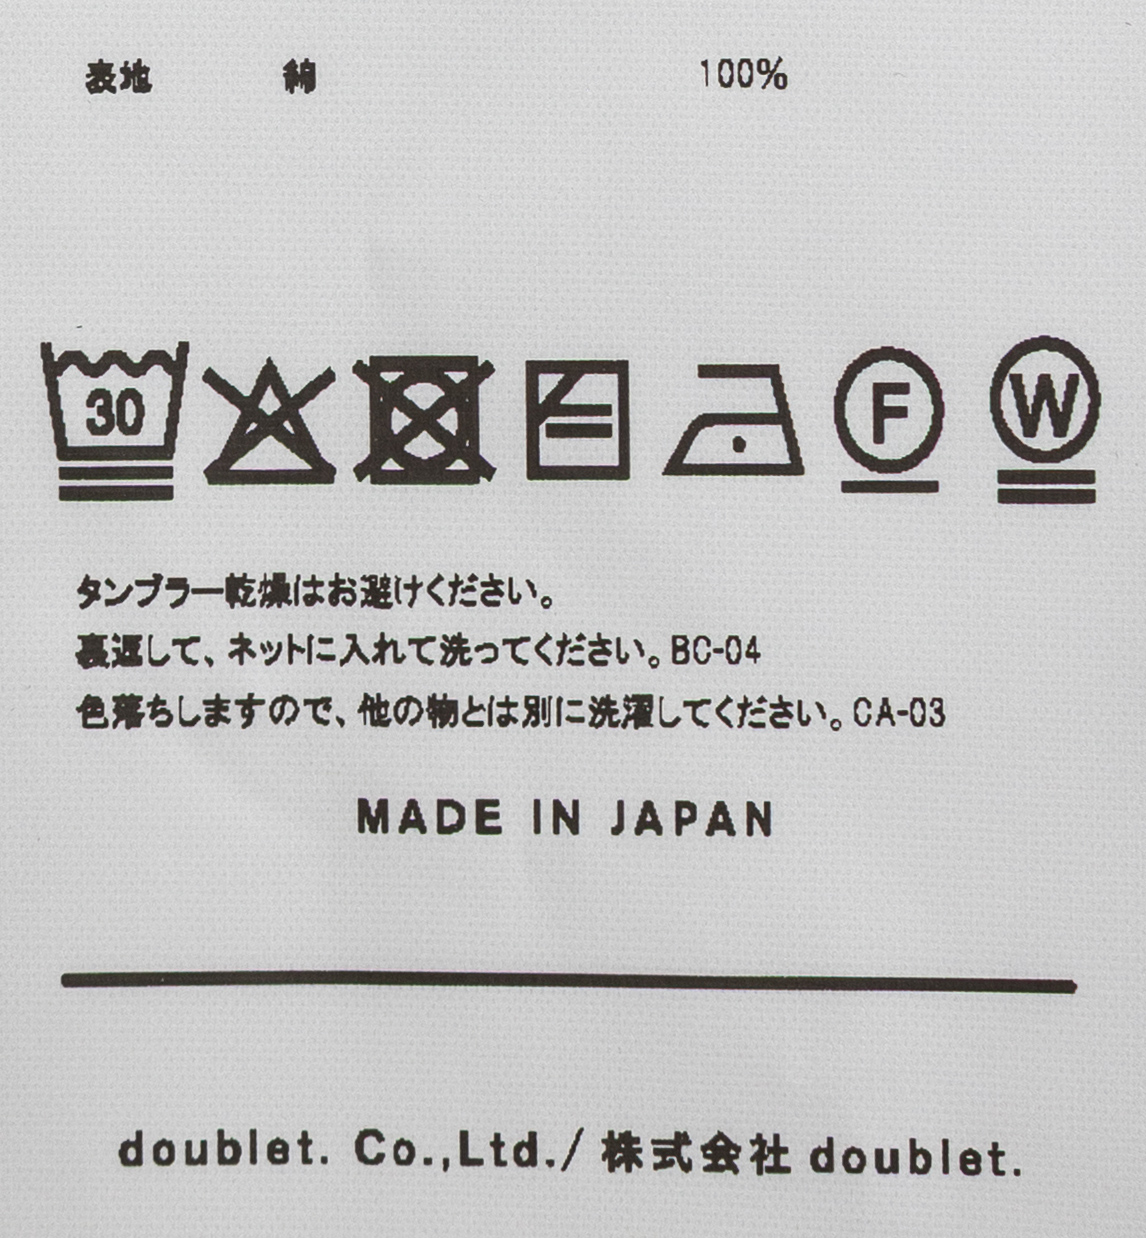 表地 綿 100%
30 F W
タンブラー乾燥はお避けください。
裏返して、ネットに入れて洗ってください。BC-04
色落ちしますので、他の物とは別に洗濯してください。CA-03
MADE IN JAPAN
doublet. Co.,Ltd./ 株式会社 doublet.